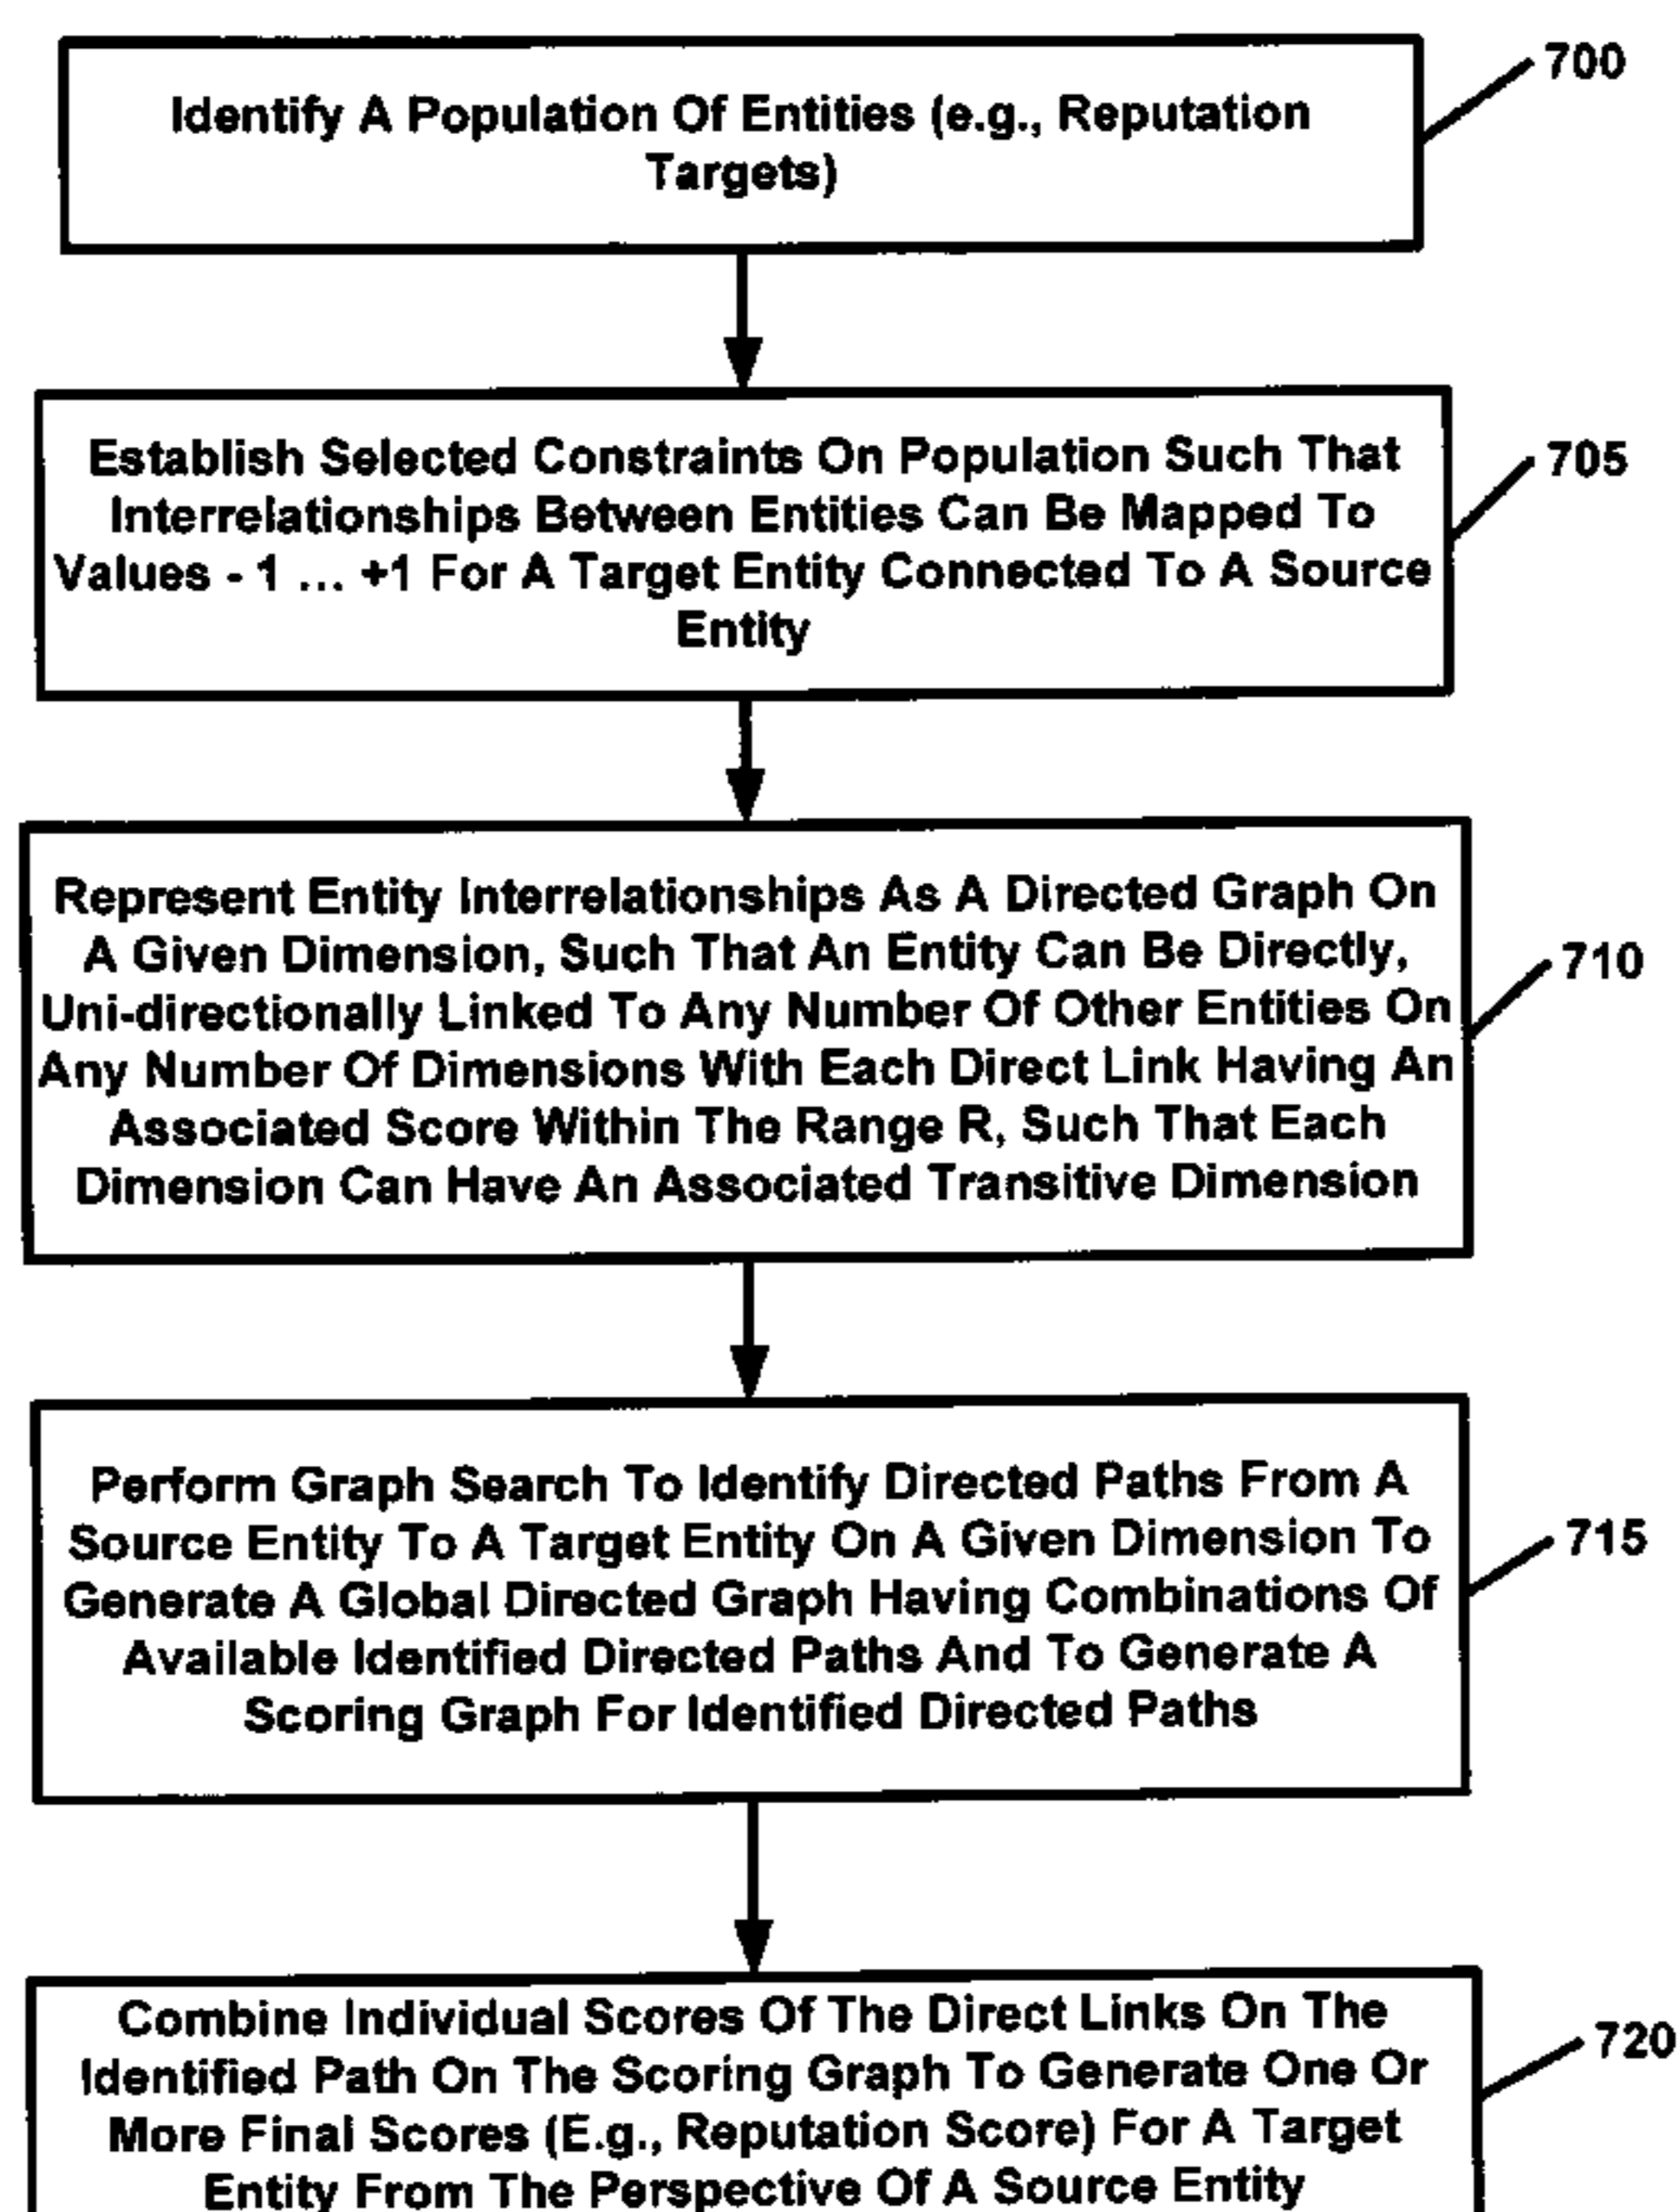 Identify A Population Of Entities (e.g., Reputation
Targets)
700
Establish Selected Constraints On Population Such That
Interrelationships Between Entities Can Be Mapped To
Values - 1 ... +1 For A Target Entity Connected To A Source
Entity
705
Represent Entity Interrelationships As A Directed Graph On
A Given Dimension, Such That An Entity Can Be Directly,
Uni-directionally Linked To Any Number Of Other Entities On
Any Number Of Dimensions With Each Direct Link Having An
Associated Score Within The Range R, Such That Each
Dimension Can Have An Associated Transitive Dimension
710
Perform Graph Search To Identify Directed Paths From A
Source Entity To A Target Entity On A Given Dimension To
Generate A Global Directed Graph Having Combinations Of
Available Identified Directed Paths And To Generate A
Scoring Graph For Identified Directed Paths
715
Combine Individual Scores Of The Direct Links On The
Identified Path On The Scoring Graph To Generate One Or
More Final Scores (E.g., Reputation Score) For A Target
Entity From The Perspective Of A Source Entity
720